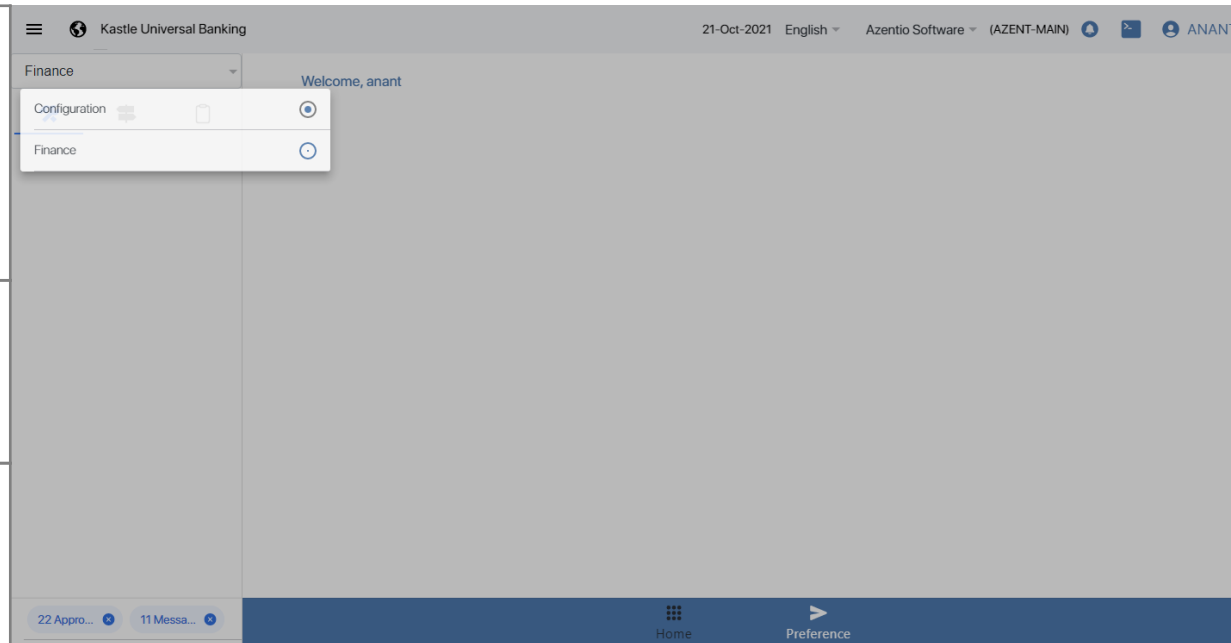 Kastle Universal Banking
21-Oct-2021 English Azentio Software (AZENT-MAIN) ANANT
Finance
Welcome, anant
Configuration
Finance
22 Appro... 11 Messa...
Home
Preference